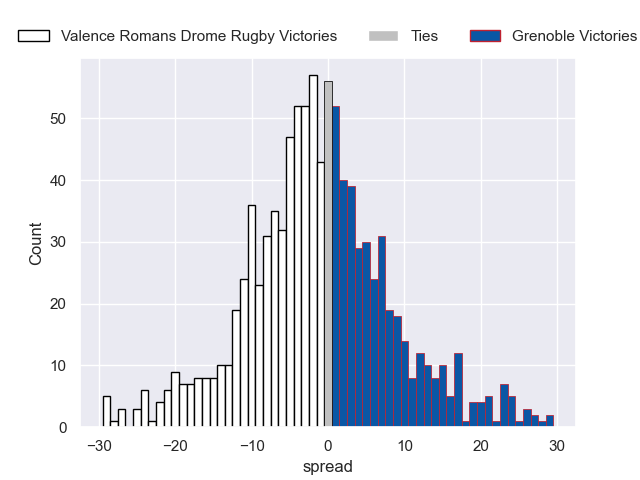 Valence Romans Drome Rugby Victories Ties Grenoble Victories
50
40
30
20
10
0
Count
−30 −20 −10 0 10 20 30
spread